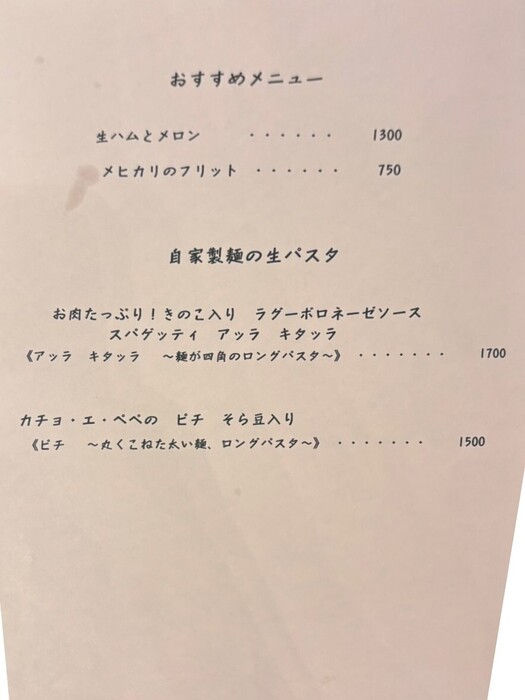 おすすめメニュー
生ハムとメロン ・・・・・・ 1300
メヒカリのフリット ・・・・・・ 750
自家製麺の生パスタ
お肉たっぷり！きのこ入り ラグーボロネーゼソース
スパゲッティ アッラ キタッラ
《アッラ キタッラ ～麺が四角のロングパスタ～》 ・・・・・・・ 1700
カチョ・エ・ペペの ピチ そら豆入り
《ピチ ～丸くこねた太い麺、ロングパスタ～》 ・・・・・・・ 1500